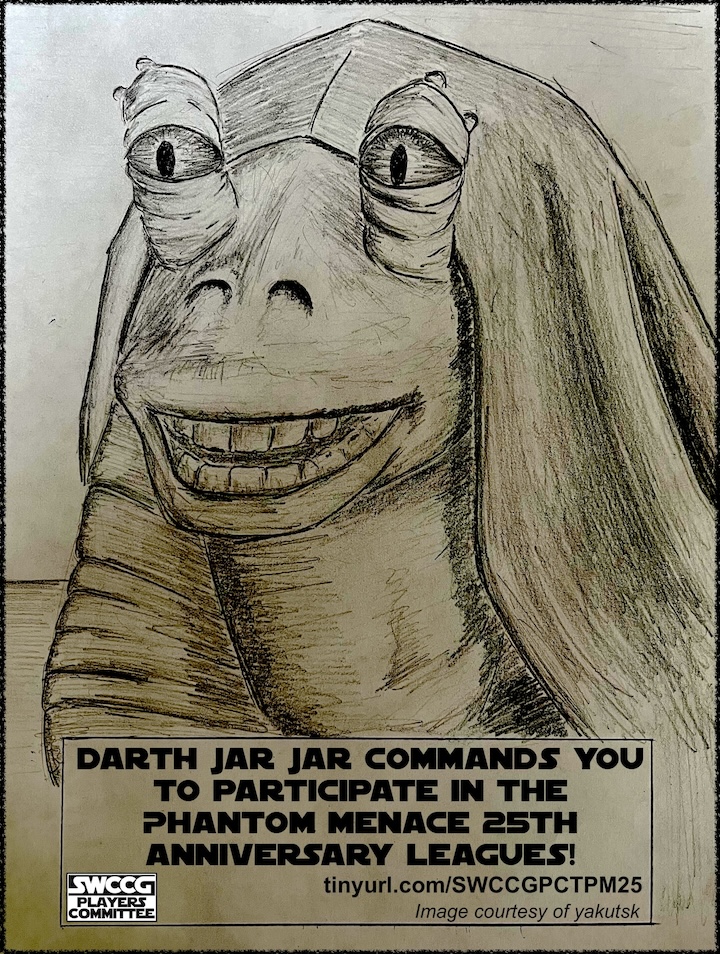 DARTH JAR JAR COMMANDS YOU
TO PARTICIPATE IN THE
PHANTOM MENACE 25TH
ANNIVERSARY LEAGUES!
tinyurl.com/SWCCGPCTPM25
Image courtesy of yakutsk
SWCCG
PLAYERS
COMMITTEE